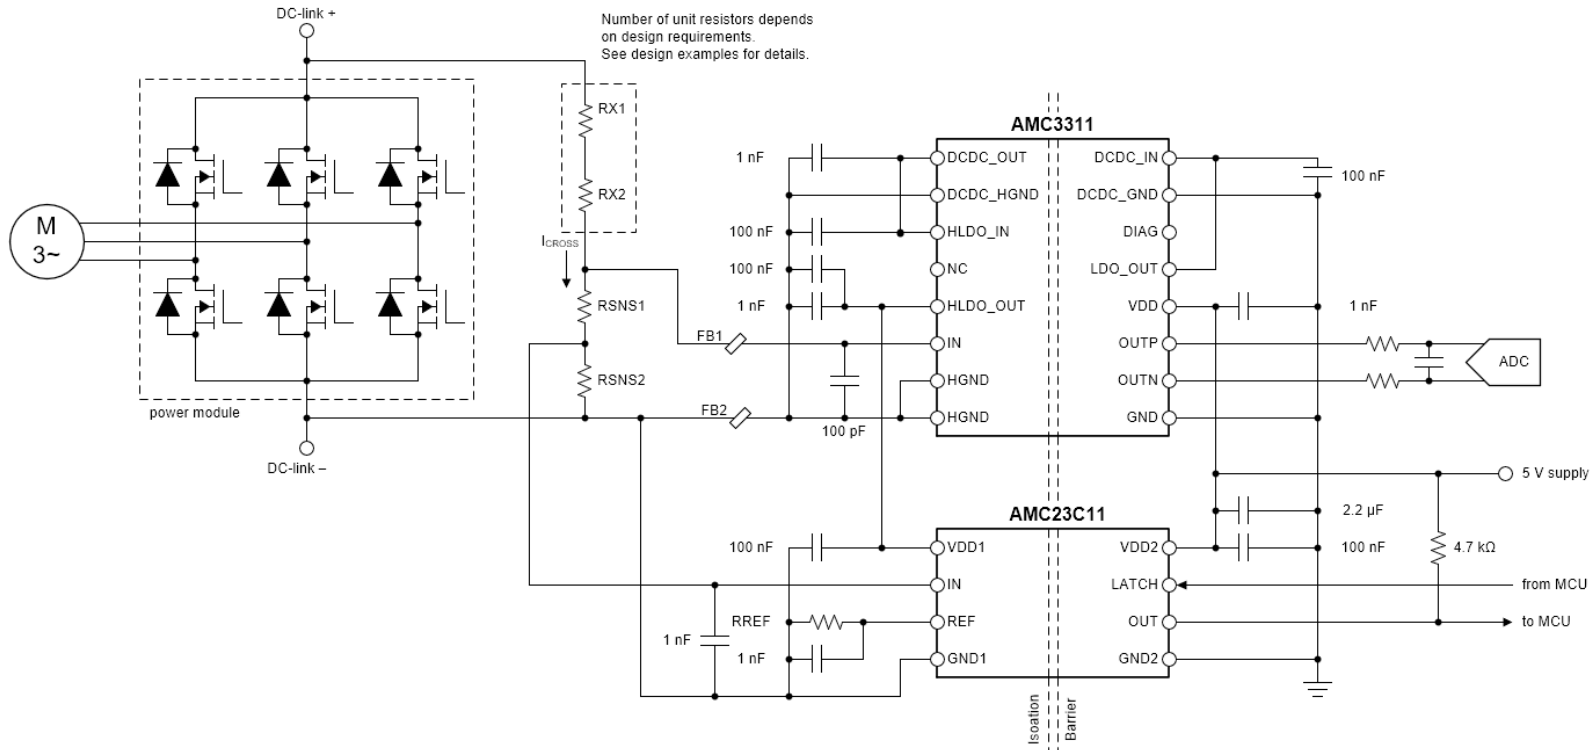 DC-link +
Number of unit resistors depends
on design requirements.
See design examples for details.
RX1
RX2
M
3~
I CROSS
RSNS1
RSNS2
power module
DC-link –
FB1
FB2
AMC3311
1 nF
DCDC_OUT
DCDC_IN
100 nF
DCDC_HGND
DCDC_GND
100 nF
HLDO_IN
DIAG
100 nF
NC
LDO_OUT
1 nF
HLDO_OUT
VDD
1 nF
IN
OUTP
ADC
HGND
OUTN
HGND
GND
100 pF
5 V supply
AMC23C11
2.2 µF
100 nF
VDD1
VDD2
100 nF
4.7 kΩ
IN
LATCH
from MCU
RREF
REF
OUT
to MCU
1 nF
1 nF
GND1
GND2
Isoation
Barrier